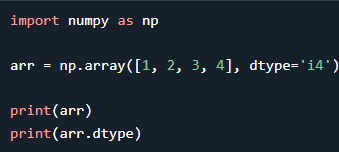 import numpy as np
arr = np.array([1, 2, 3, 4], dtype='i4')
print(arr)
print(arr.dtype)